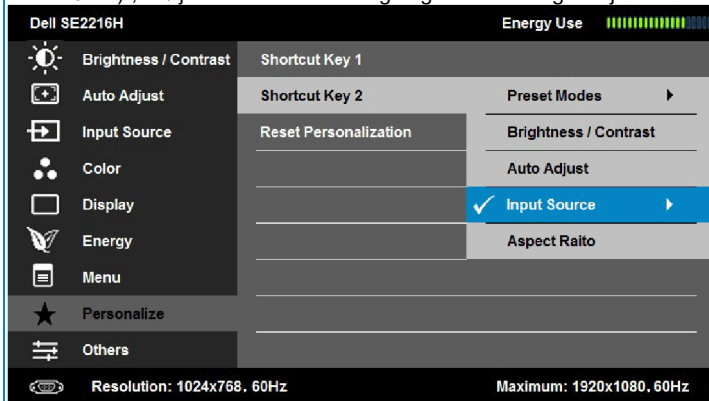 Dell SE2216H Energy Use
Brightness / Contrast Shortcut Key 1
Auto Adjust Shortcut Key 2 Preset Modes
Input Source Reset Personalization Brightness / Contrast
Color Auto Adjust
Display Input Source
Energy Aspect Raito
Menu
Personalize
Others
Resolution: 1024x768, 60Hz Maximum: 1920x1080, 60Hz